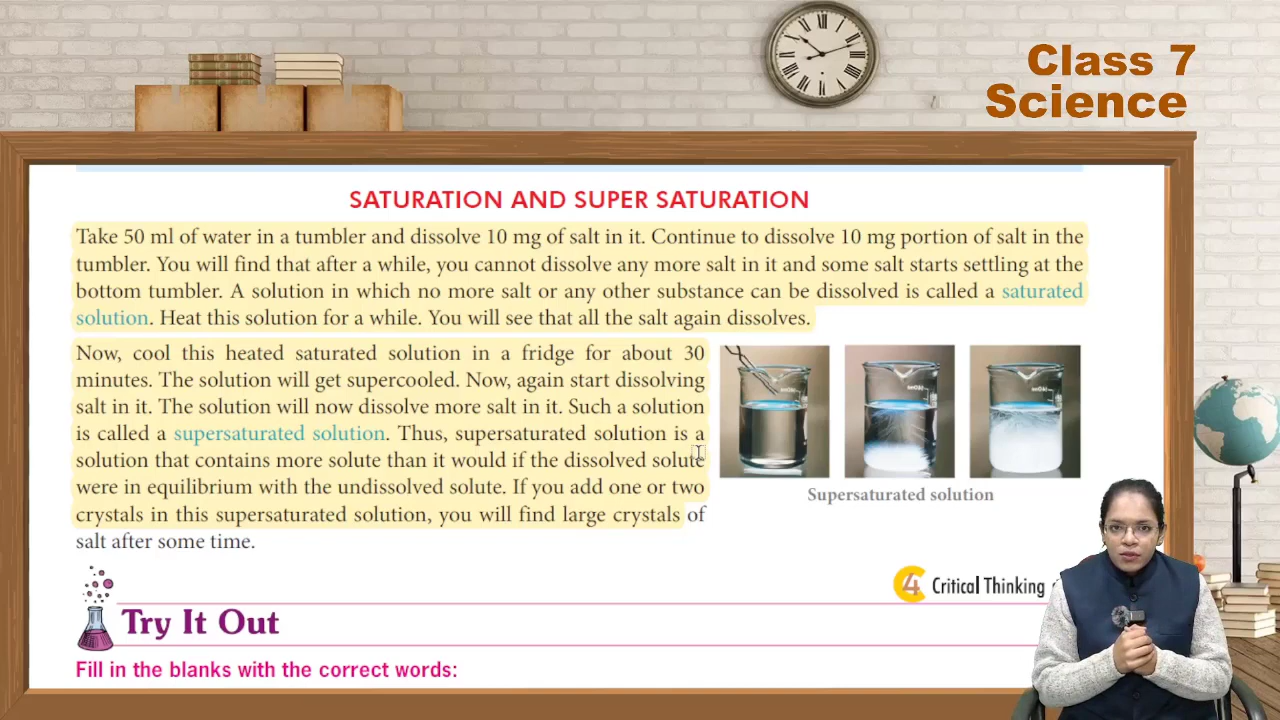 Class 7
Science
SATURATION AND SUPER SATURATION
Take 50 ml of water in a tumbler and dissolve 10 mg of salt in it. Continue to dissolve 10 mg portion of salt in the
tumbler. You will find that after a while, you cannot dissolve any more salt in it and some salt starts settling at the
bottom tumbler. A solution in which no more salt or any other substance can be dissolved is called a saturated
solution. Heat this solution for a while. You will see that all the salt again dissolves.
Now, cool this heated saturated solution in a fridge for about 30
minutes. The solution will get supercooled. Now, again start dissolving
salt in it. The solution will now dissolve more salt in it. Such a solution
is called a supersaturated solution. Thus, supersaturated solution is a
solution that contains more solute than it would if the dissolved solute
were in equilibrium with the undissolved solute. If you add one or two
crystals in this supersaturated solution, you will find large crystals of
salt after some time.
Supersaturated solution
4 Critical Thinking
Try It Out
Fill in the blanks with the correct words: